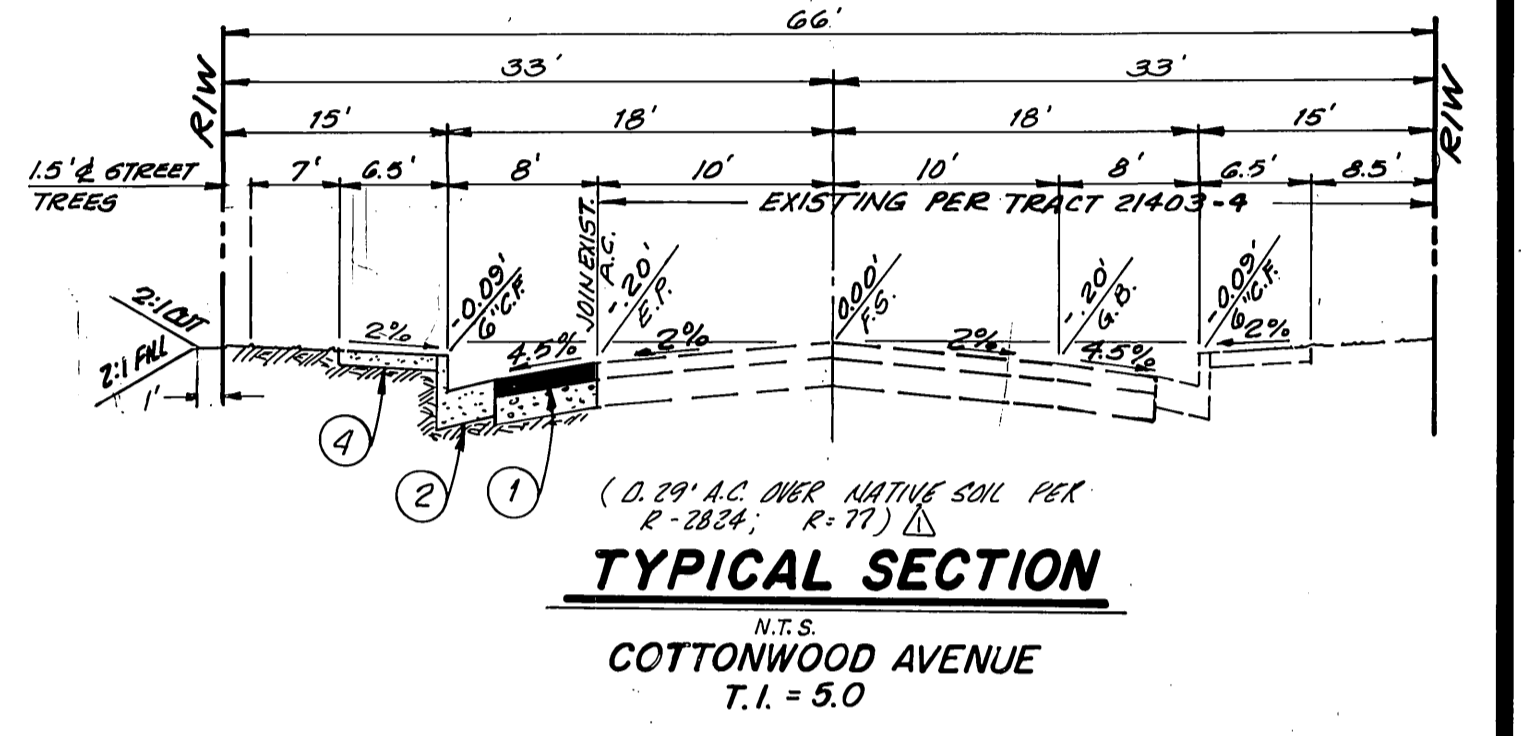 66'
33'
33'
R/W
R/W
15'
18'
18'
15'
1.5' ℄ STREET
TREES
7'
6.5'
8'
10'
10'
8'
6.5'
8.5'
EXISTING PER TRACT 21403-4
JOIN EXIST.
A.C.
-0.09'
6" C.F.
-.20'
E.P.
0.00'
F.S.
-.20'
G.B.
-0.09'
6" C.F.
2:1 CUT
2:1 FILL
1'
2%
4.5%
2%
2%
4.5%
2%
4
2
1
(0.29' A.C. OVER NATIVE SOIL PER
R-2824; R=77) 1
TYPICAL SECTION
N.T.S.
COTTONWOOD AVENUE
T.I. = 5.0